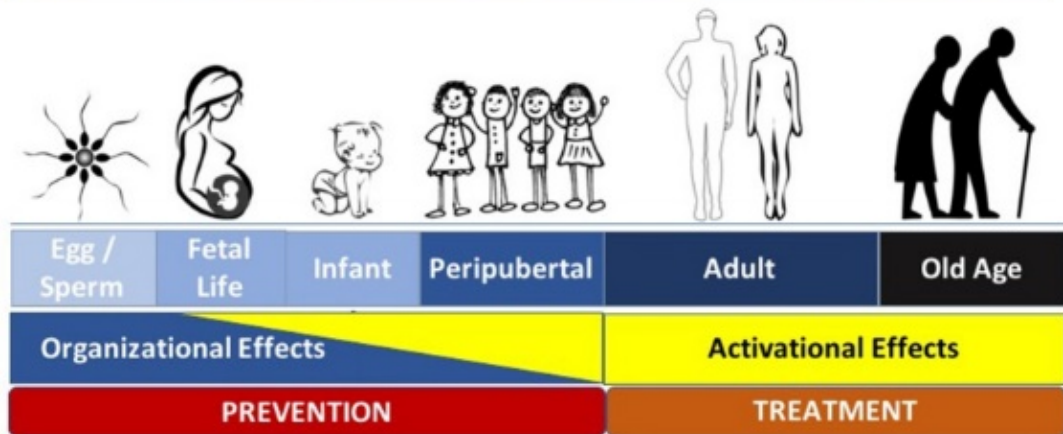 Egg /
Sperm
Fetal
Life
Infant
Peripubertal
Adult
Old Age
Organizational Effects
Activational Effects
PREVENTION
TREATMENT